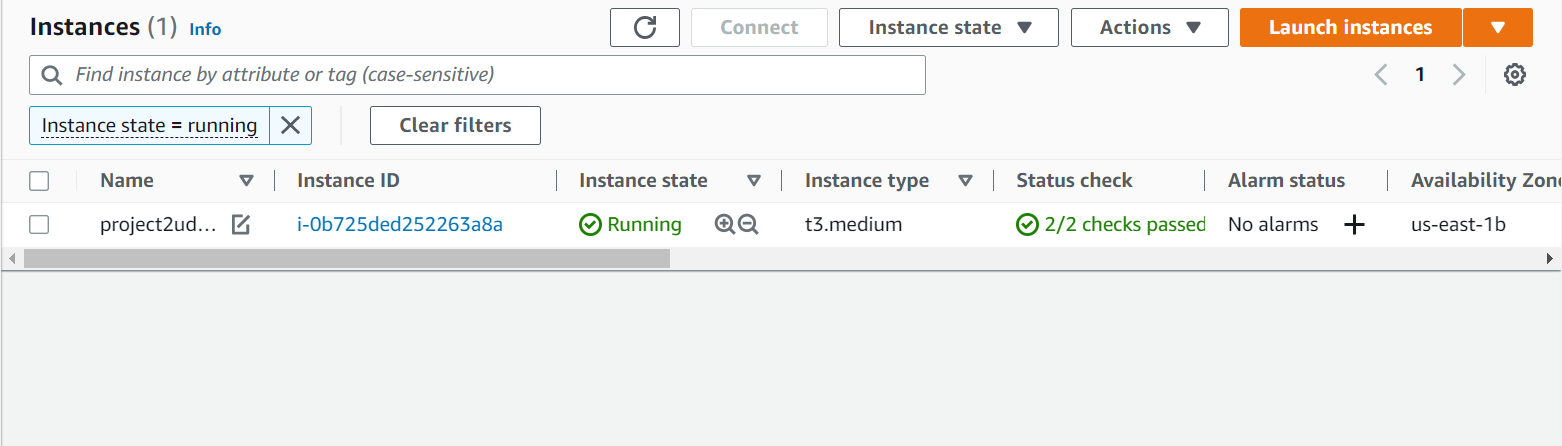 Instances (1) Info Connect Instance state Actions Launch instances
Find instance by attribute or tag (case-sensitive) 1
Instance state = running Clear filters
Name Instance ID Instance state Instance type Status check Alarm status Availability Zone
project2ud... i-0b725ded252263a8a Running t3.medium 2/2 checks passed No alarms us-east-1b